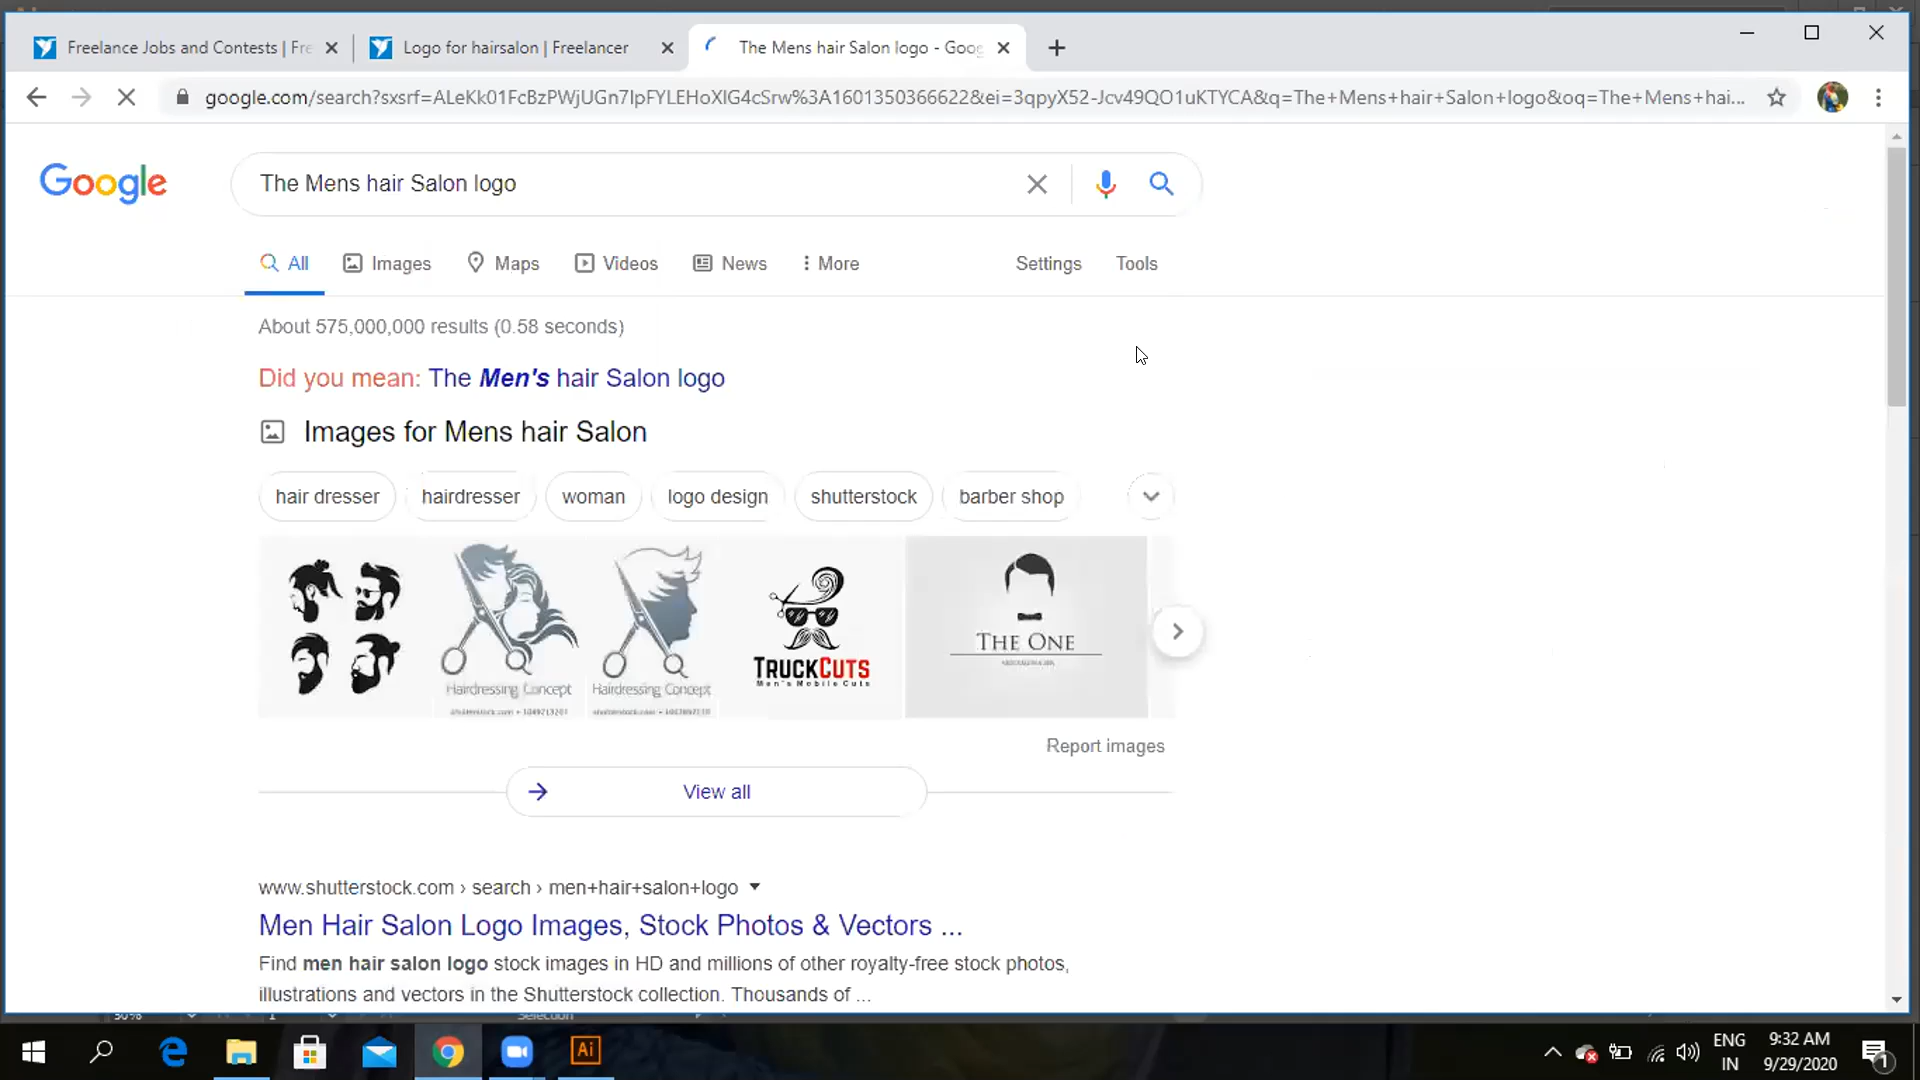 Freelance Jobs and Contests | Fre
Logo for hairsalon | Freelancer
The Mens hair Salon logo - Goog
google.com/search?sxsrf=ALeKk01FcBzPWjUGn7IpFYLEHoXlG4cSrw%3A1601350366622&ei=3qpyX52-Jcv49QO1uKTYCA&q=The+Mens+hair+Salon+logo&oq=The+Mens+hai...
Google
The Mens hair Salon logo
All
Images
Maps
Videos
News
More
Settings
Tools
About 575,000,000 results (0.58 seconds)
Did you mean: The Men's hair Salon logo
Images for Mens hair Salon
hair dresser
hairdresser
woman
logo design
shutterstock
barber shop
Hairdressing Concept
Hairdressing Concept
TRUCKCUTS
Men's Mobile Cuts
THE ONE
Report images
View all
www.shutterstock.com › search › men+hair+salon+logo
Men Hair Salon Logo Images, Stock Photos & Vectors ...
Find men hair salon logo stock images in HD and millions of other royalty-free stock photos,
illustrations and vectors in the Shutterstock collection. Thousands of ...
50%
Selection
Ai
ENG
IN
9:32 AM
9/29/2020
1